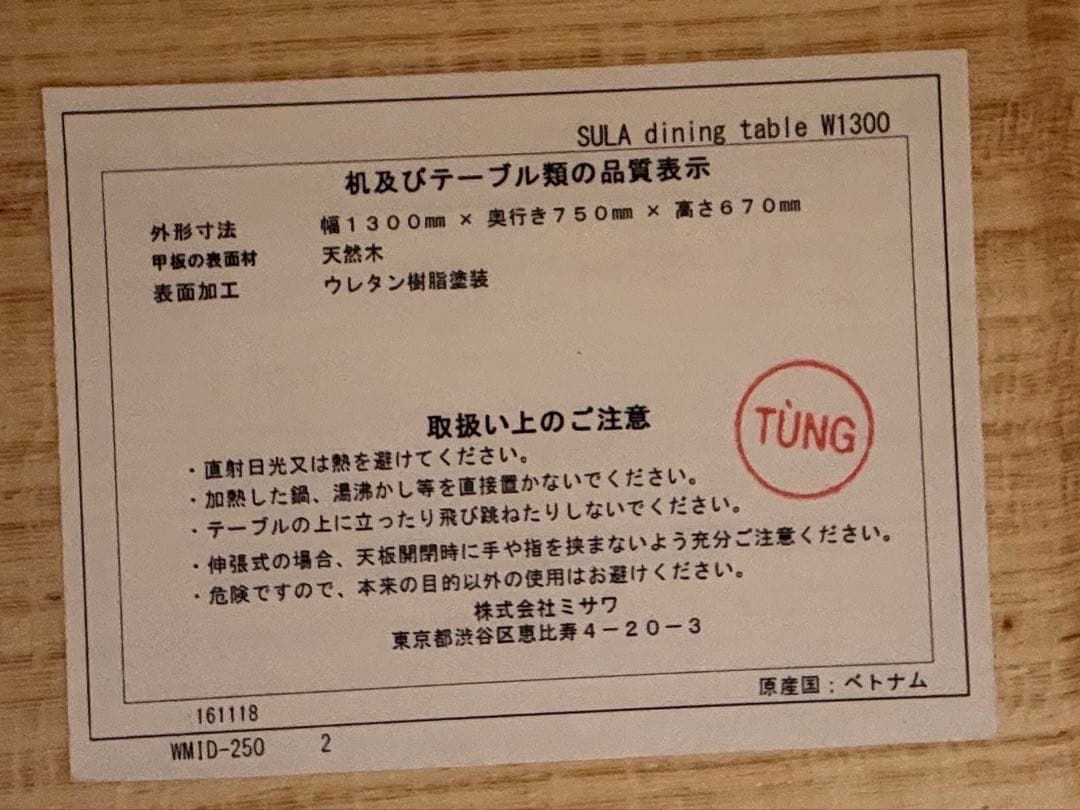 SULA dining table W1300
机及びテーブル類の品質表示
外形寸法 幅1300㎜ × 奥行き750㎜ × 高さ670㎜
甲板の表面材 天然木
表面加工 ウレタン樹脂塗装
取扱い上のご注意
TÙNG
・直射日光又は熱を避けてください。
・加熱した鍋、湯沸かし等を直接置かないでください。
・テーブルの上に立ったり飛び跳ねたりしないでください。
・伸張式の場合、天板開閉時に手や指を挟まないよう充分ご注意ください。
・危険ですので、本来の目的以外の使用はお避けください。
株式会社ミサワ
東京都渋谷区恵比寿4-20-3
原産国:ベトナム
161118
WMID-250 2